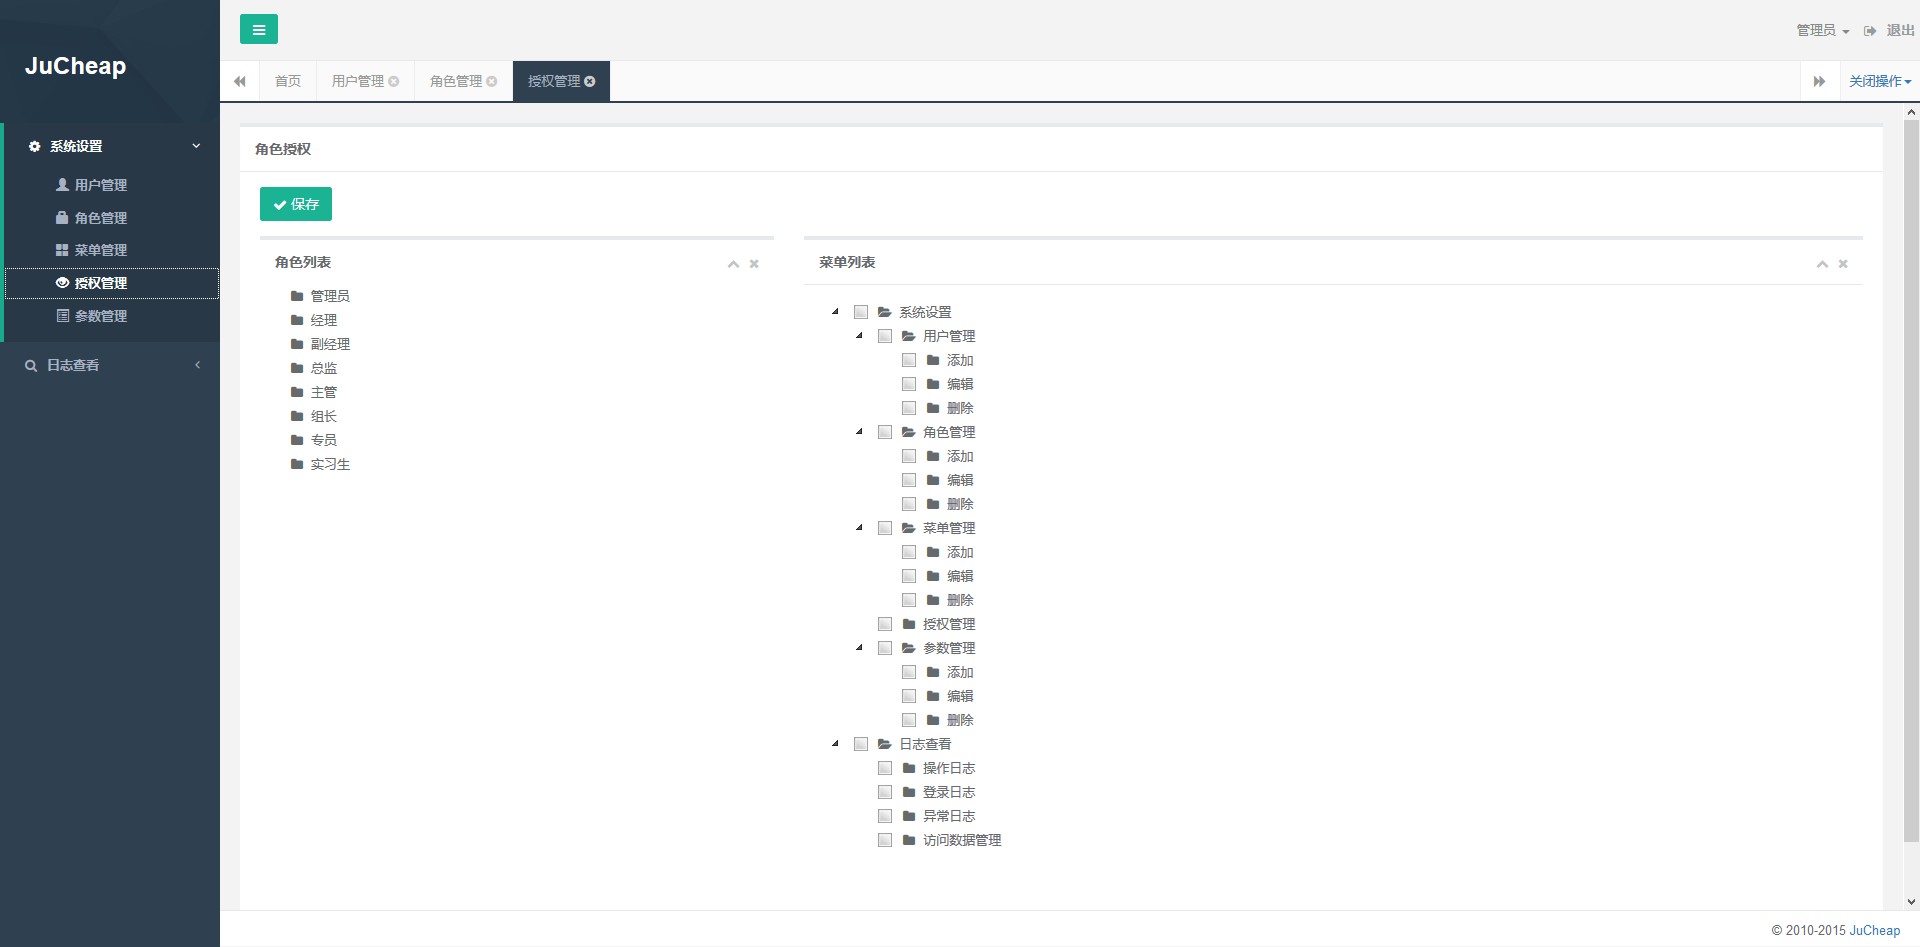 JuCheap
系统设置
用户管理
角色管理
菜单管理
授权管理
参数管理
日志查看
管理员 退出
首页 用户管理 角色管理 授权管理 关闭操作
角色授权
保存
角色列表
管理员
经理
副经理
总监
主管
组长
专员
实习生
菜单列表
系统设置
用户管理
添加
编辑
删除
角色管理
添加
编辑
删除
菜单管理
添加
编辑
删除
授权管理
参数管理
添加
编辑
删除
日志查看
操作日志
登录日志
异常日志
访问数据管理
© 2010-2015 JuCheap